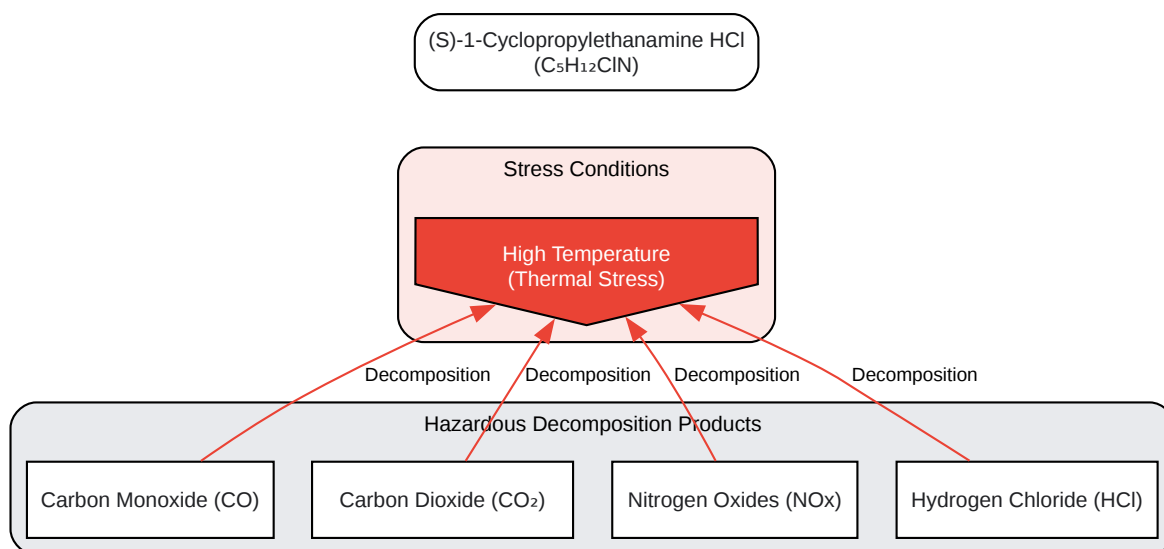 (S)-1-Cyclopropylethanamine HCl
(C₅H₁₂ClN)
Stress Conditions
High Temperature
(Thermal Stress)
Decomposition
Decomposition
Decomposition
Decomposition
Hazardous Decomposition Products
Carbon Monoxide (CO)
Carbon Dioxide (CO₂)
Nitrogen Oxides (NOx)
Hydrogen Chloride (HCl)